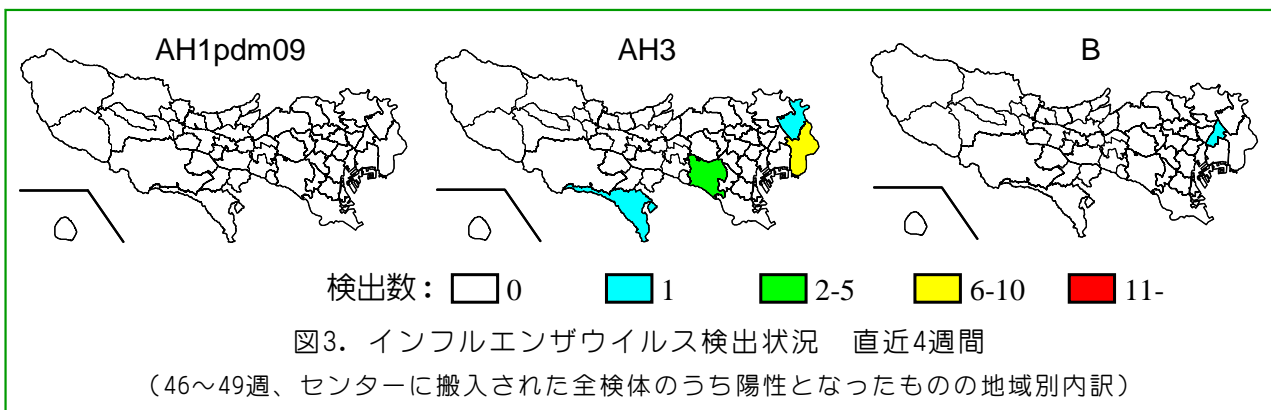 AH1pdm09 AH3 B
検出数： 0 1 2-5 6-10 11-
図3．インフルエンザウイルス検出状況　直近4週間
（46～49週、センターに搬入された全検体のうち陽性となったものの地域別内訳）